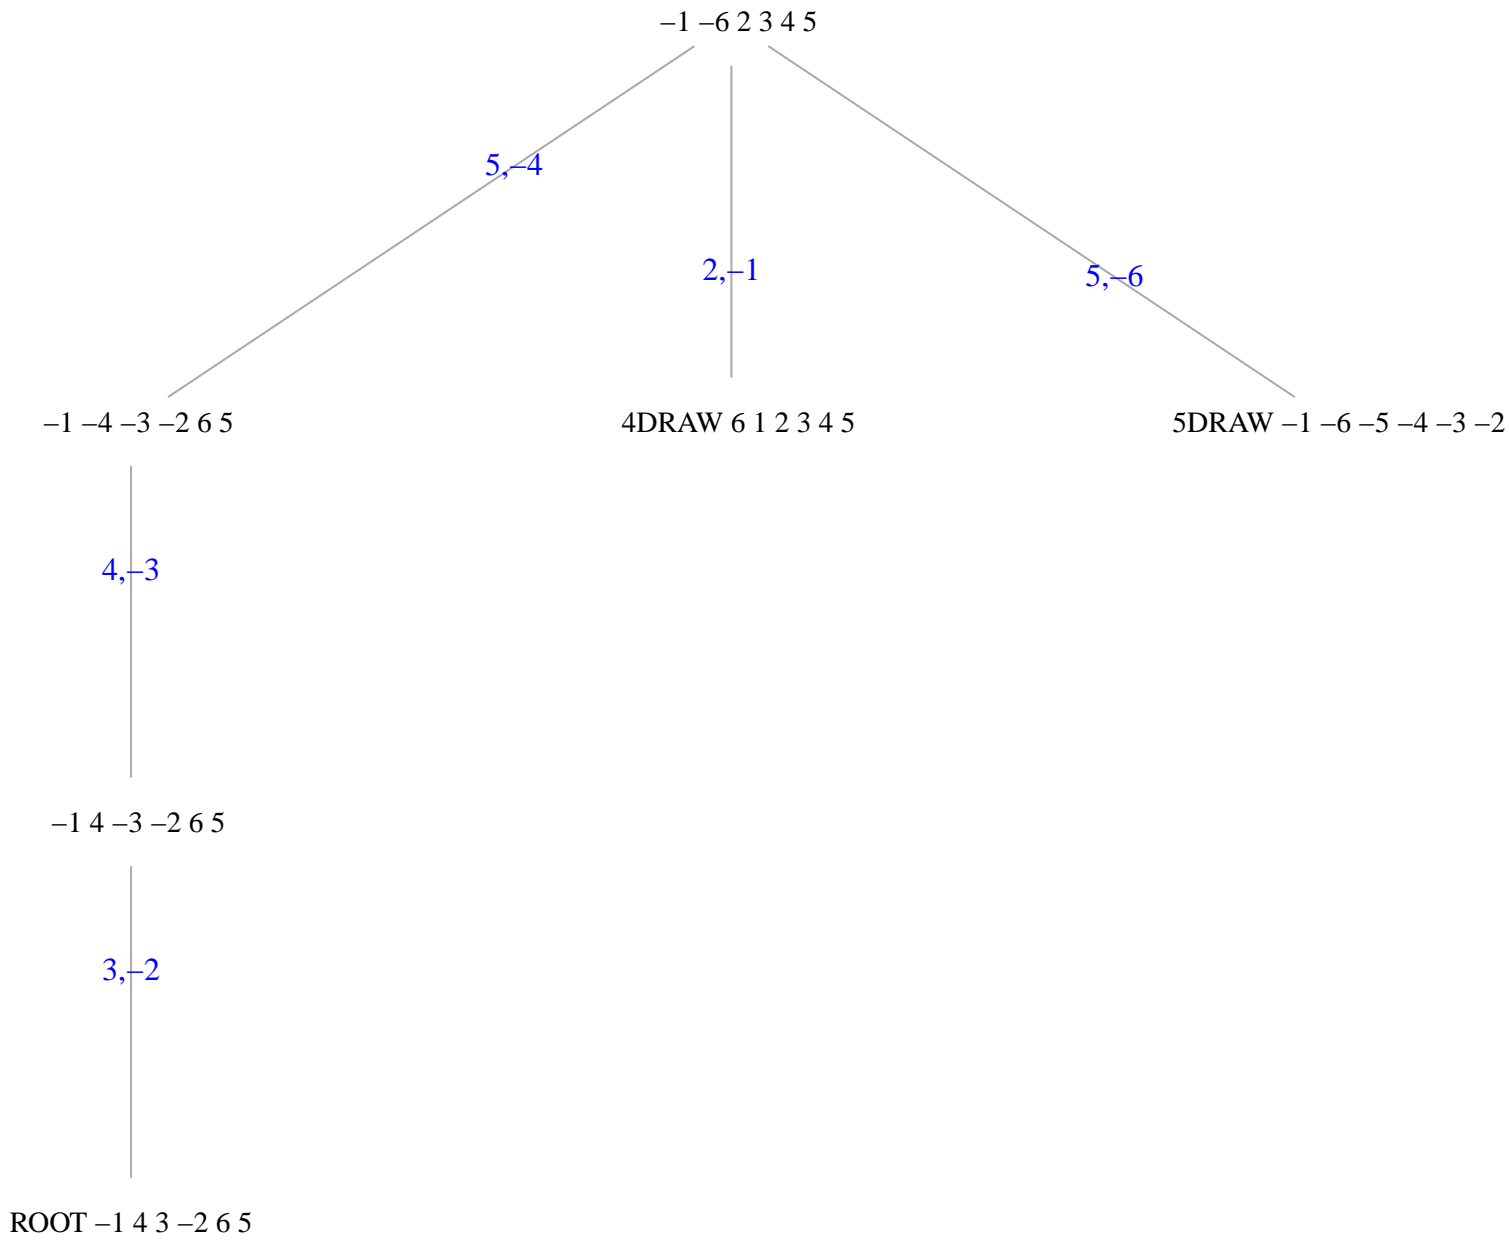 –1 –6 2 3 4 5
5,–4
2,–1
5,–6
–1 –4 –3 –2 6 5
4DRAW 6 1 2 3 4 5
5DRAW –1 –6 –5 –4 –3 –2
4,–3
–1 4 –3 –2 6 5
3,–2
ROOT –1 4 3 –2 6 5